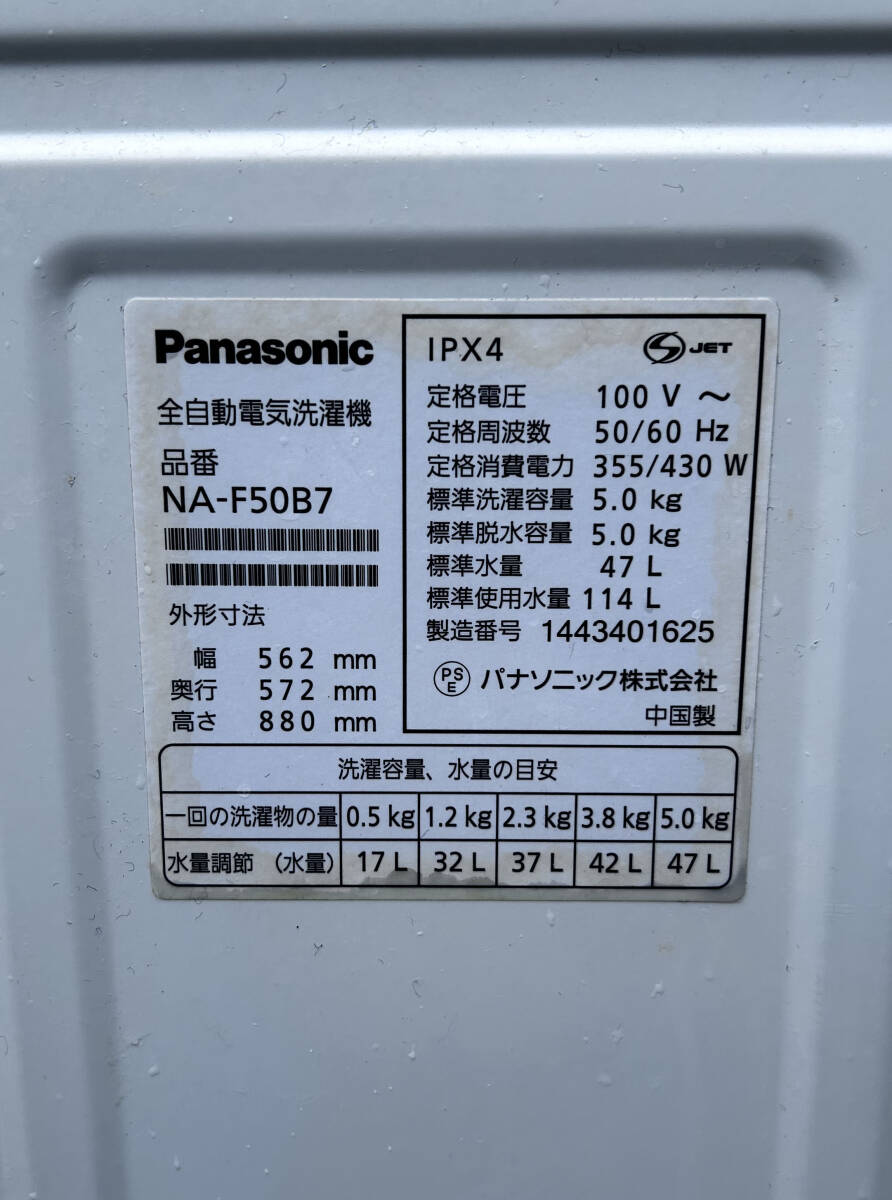 Panasonic
全自動電気洗濯機
品番
NA-F50B7
外形寸法
幅 562 mm
奥行 572 mm
高さ 880 mm
IPX4
S JET
定格電圧 100 V ～
定格周波数 50/60 Hz
定格消費電力 355/430 W
標準洗濯容量 5.0 kg
標準脱水容量 5.0 kg
標準水量 47 L
標準使用水量 114 L
製造番号 1443401625
PSE パナソニック株式会社
中国製
洗濯容量、水量の目安
一回の洗濯物の量 0.5 kg 1.2 kg 2.3 kg 3.8 kg 5.0 kg
水量調節（水量） 17 L 32 L 37 L 42 L 47 L